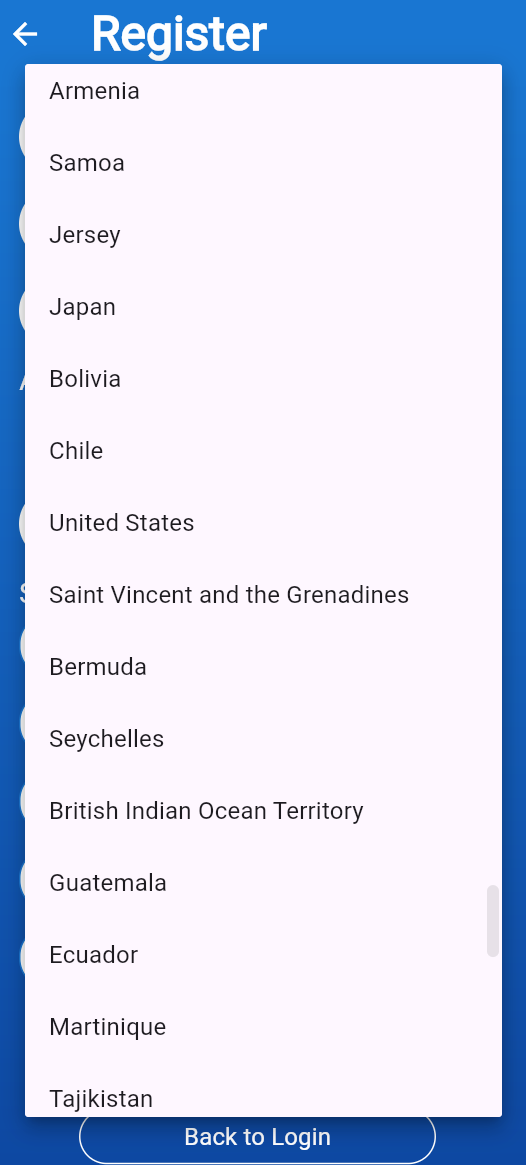 Register
Armenia
Samoa
Jersey
Japan
Bolivia
Chile
United States
Saint Vincent and the Grenadines
Bermuda
Seychelles
British Indian Ocean Territory
Guatemala
Ecuador
Martinique
Tajikistan
Back to Login